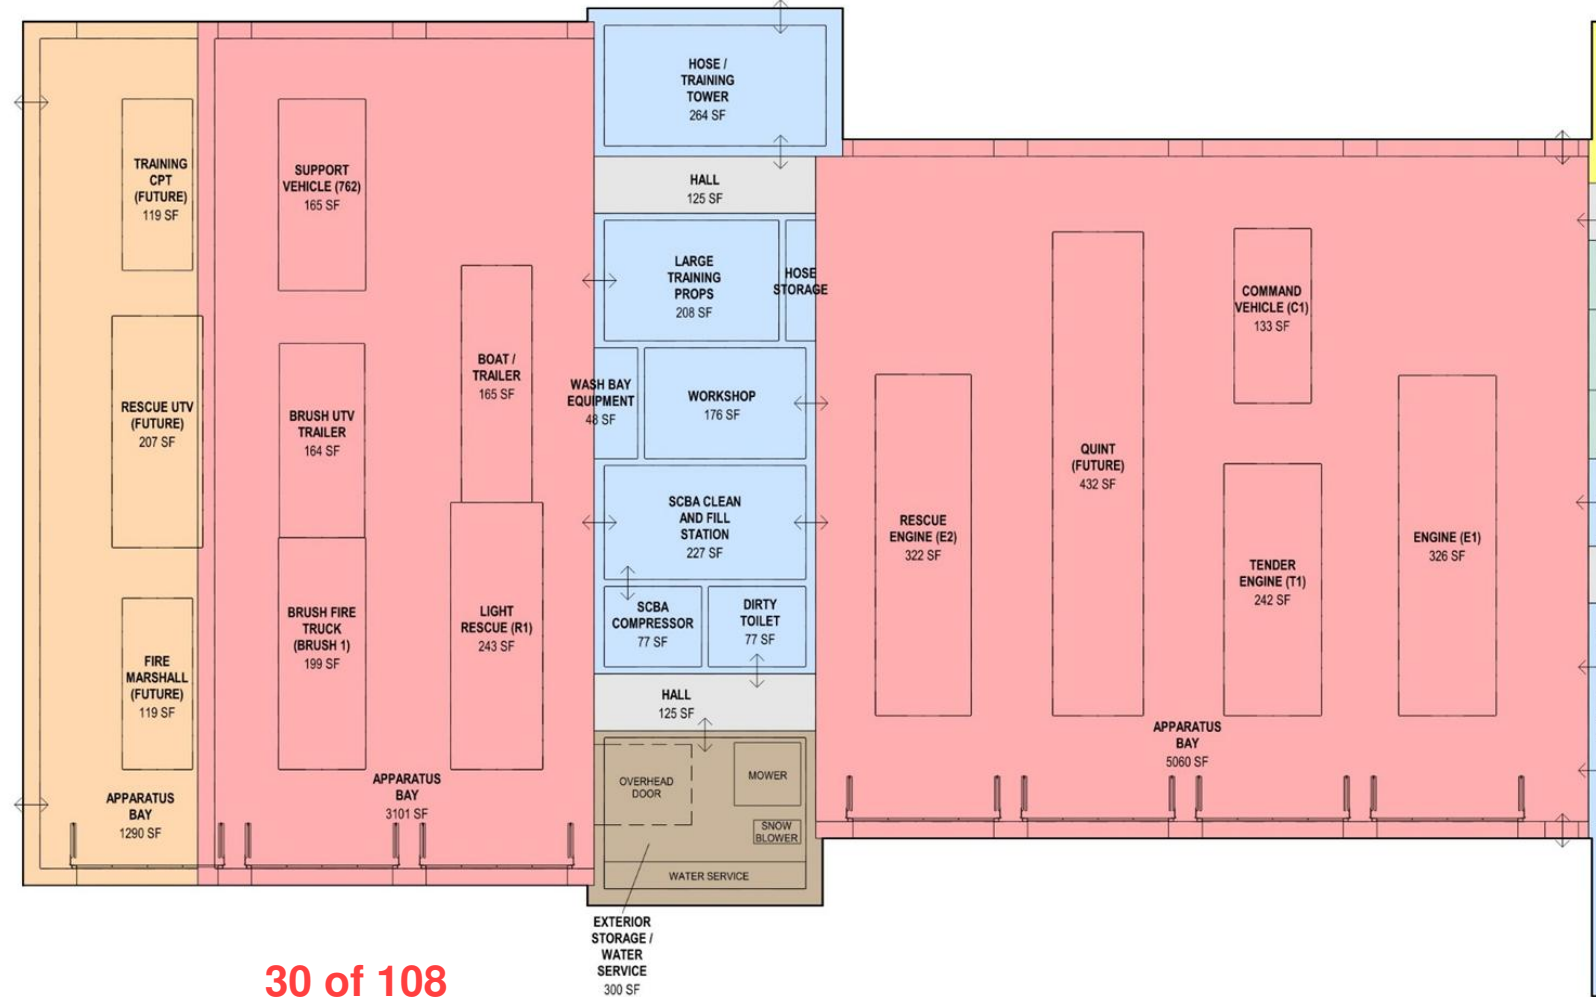 HOSE /
TRAINING
TOWER
264 SF
HALL
125 SF
TRAINING
CPT
(FUTURE)
119 SF
SUPPORT
VEHICLE (762)
165 SF
LARGE
TRAINING
PROPS
208 SF
HOSE
STORAGE
COMMAND
VEHICLE (C1)
133 SF
BOAT /
TRAILER
165 SF
WASH BAY
EQUIPMENT
48 SF
WORKSHOP
176 SF
RESCUE UTV
(FUTURE)
207 SF
BRUSH UTV
TRAILER
164 SF
QUINT
(FUTURE)
432 SF
SCBA CLEAN
AND FILL
STATION
227 SF
RESCUE
ENGINE (E2)
322 SF
ENGINE (E1)
326 SF
TENDER
ENGINE (T1)
242 SF
BRUSH FIRE
TRUCK
(BRUSH 1)
199 SF
LIGHT
RESCUE (R1)
243 SF
SCBA
COMPRESSOR
77 SF
DIRTY
TOILET
77 SF
FIRE
MARSHALL
(FUTURE)
119 SF
HALL
125 SF
APPARATUS
BAY
5060 SF
APPARATUS
BAY
3101 SF
APPARATUS
BAY
1290 SF
OVERHEAD
DOOR
MOWER
SNOW
BLOWER
WATER SERVICE
EXTERIOR
STORAGE /
WATER
SERVICE
300 SF
30 of 108